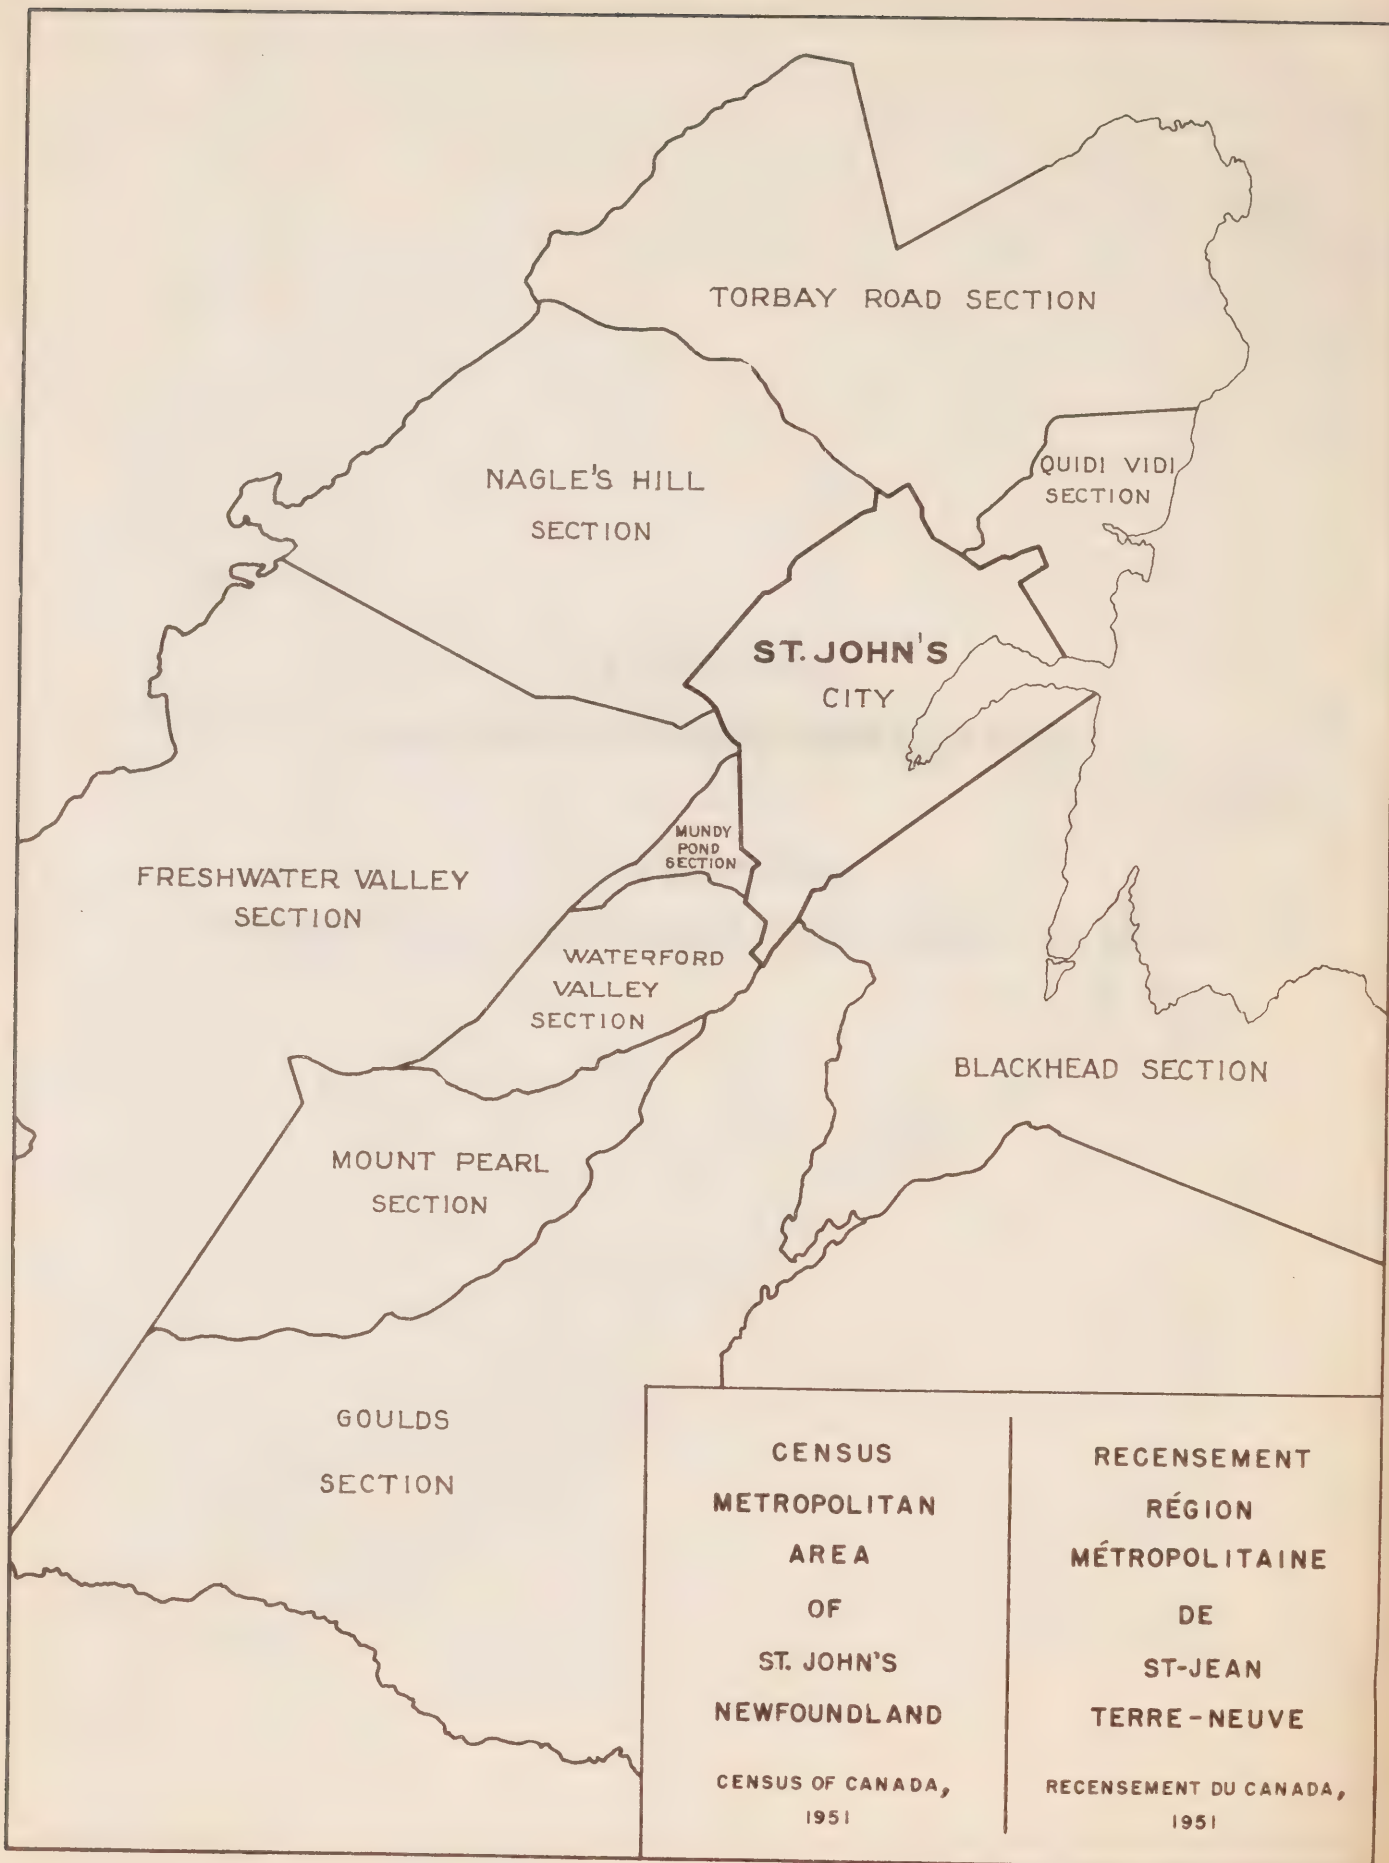 TORBAY ROAD SECTION
QUIDI VIDI
SECTION
NAGLE'S HILL
SECTION
ST. JOHN'S
CITY
MUNDY
POND
SECTION
FRESHWATER VALLEY
SECTION
WATERFORD
VALLEY
SECTION
BLACKHEAD SECTION
MOUNT PEARL
SECTION
GOULDS
SECTION
CENSUS
METROPOLITAN
AREA
OF
ST. JOHN'S
NEWFOUNDLAND
CENSUS OF CANADA,
1951
RECENSEMENT
RÉGION
MÉTROPOLITAINE
DE
ST-JEAN
TERRE-NEUVE
RECENSEMENT DU CANADA,
1951